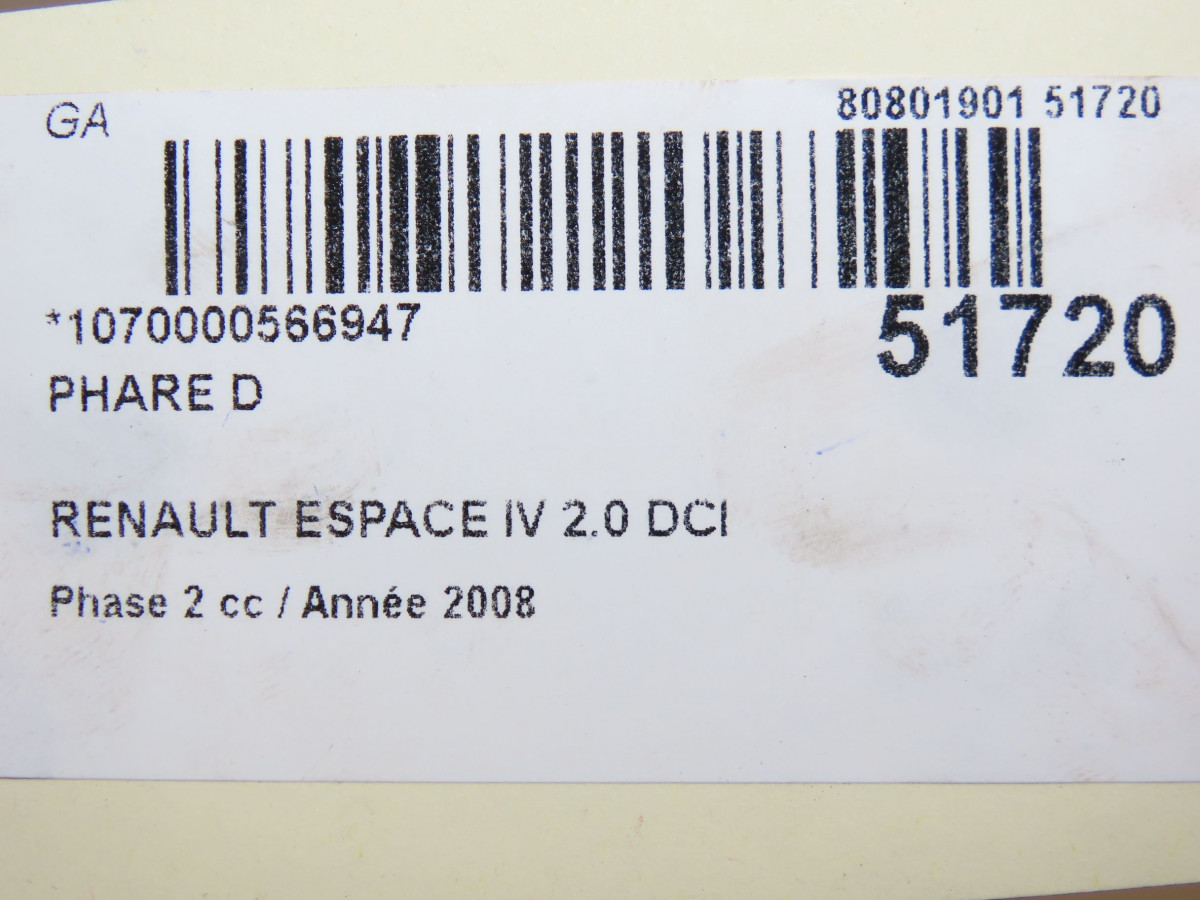 GA
80801901 51720
*1070000566947
51720
PHARE D
RENAULT ESPACE IV 2.0 DCI
Phase 2 cc / Année 2008